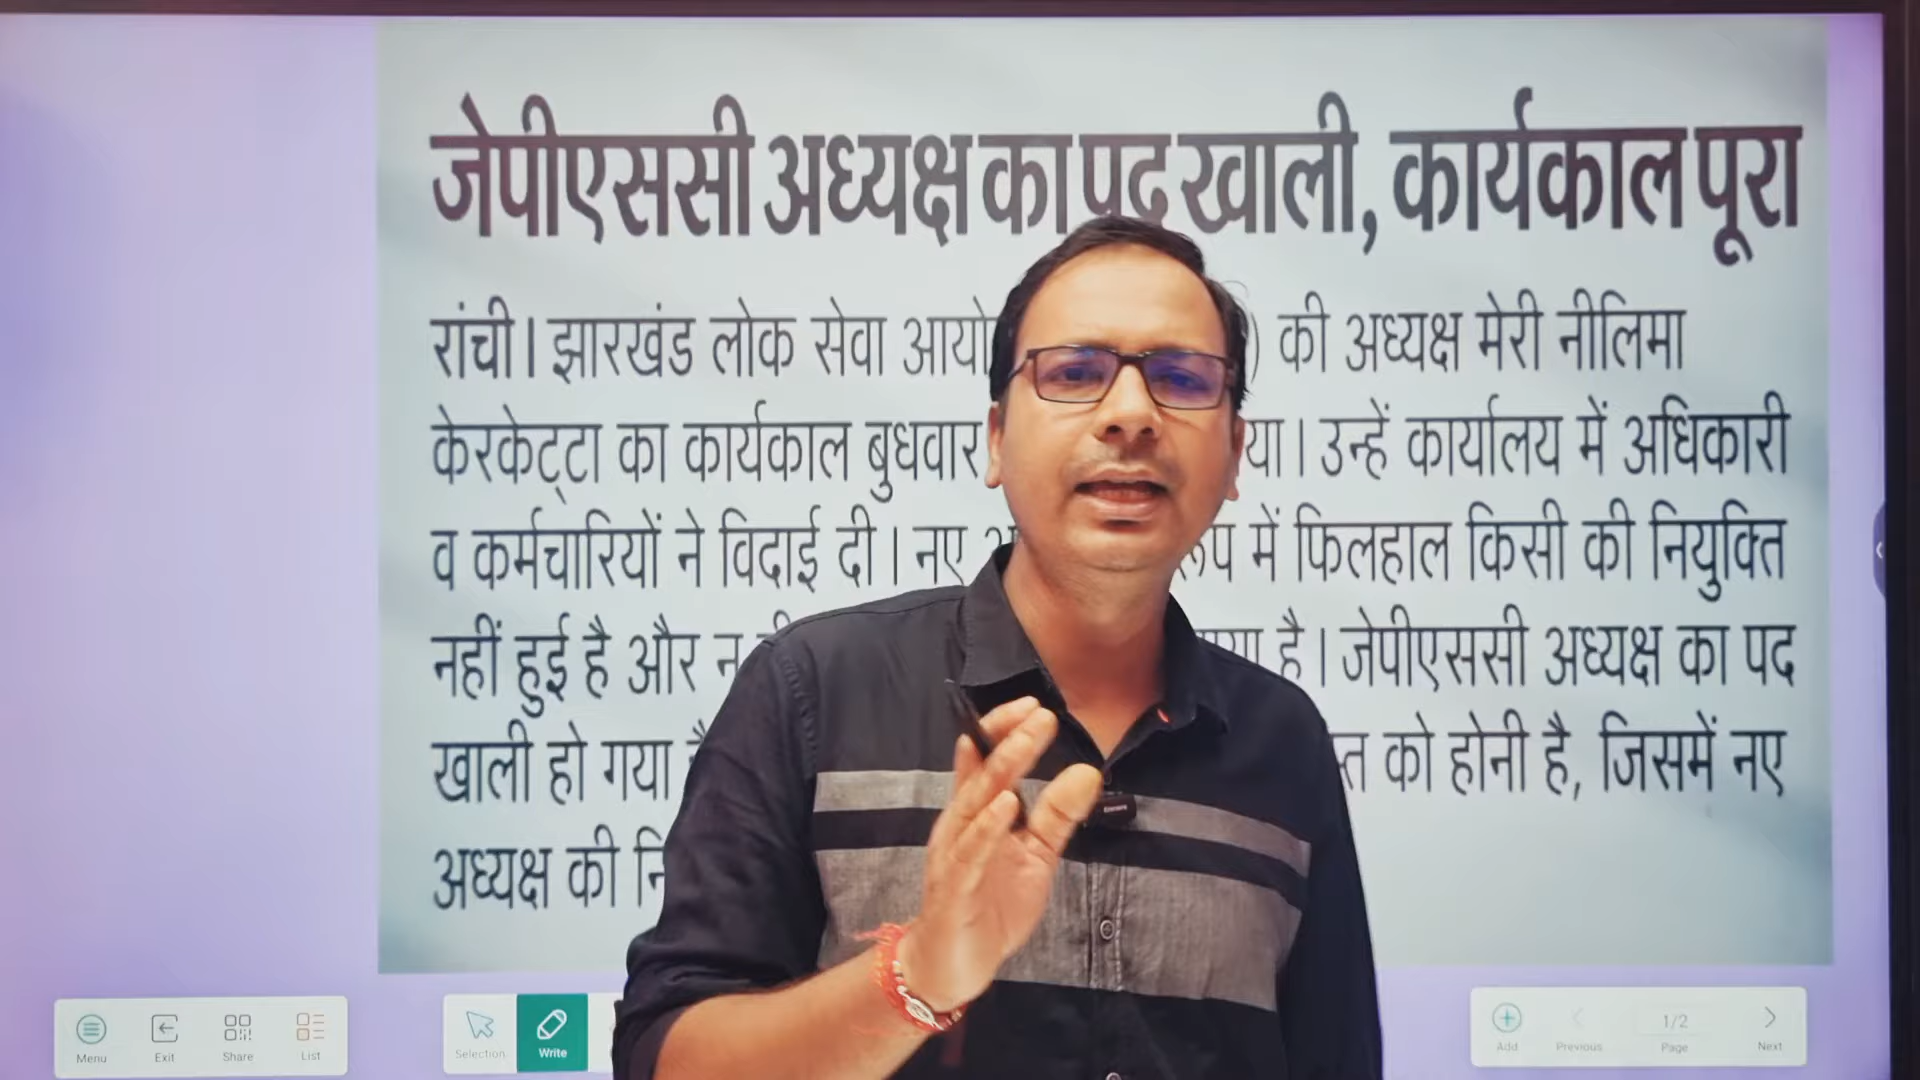 जेपीएससी अध्यक्ष का पद खाली, कार्यकाल पूरा
रांची। झारखंड लोक सेवा की अध्यक्ष मेरी नीलिमा
केरकेट्टा का कार्यकाल बुधवार उन्हें कार्यालय में अधिकारी
व कर्मचारियों ने विदाई दी। नए में फिलहाल किसी की नियुक्ति
नहीं हुई है और है। जेपीएससी अध्यक्ष का पद
खाली हो गया को होनी है, जिसमें नए
अध्यक्ष की
Menu Exit Share List Selection Write Add Previous 1/2 Page Next